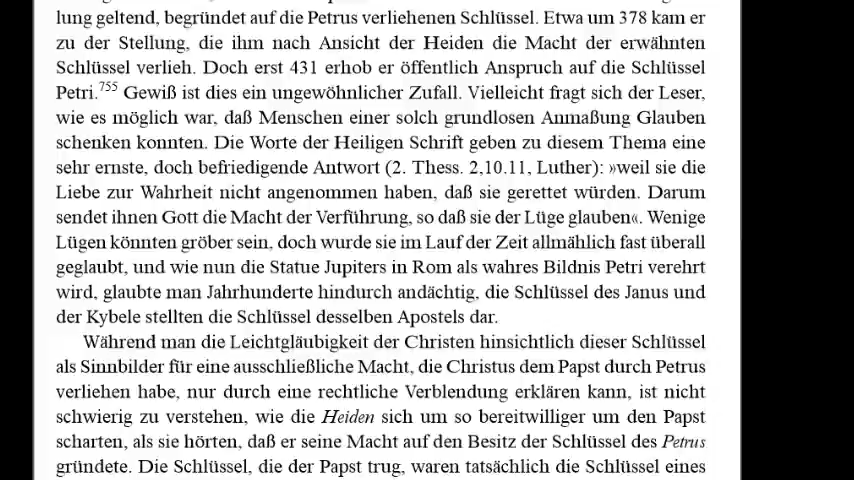 lung geltend, begründet auf die Petrus verliehenen Schlüssel. Etwa um 378 kam er
zu der Stellung, die ihm nach Ansicht der Heiden die Macht der erwähnten
Schlüssel verlieh. Doch erst 431 erhob er öffentlich Anspruch auf die Schlüssel
Petri.755 Gewiß ist dies ein ungewöhnlicher Zufall. Vielleicht fragt sich der Leser,
wie es möglich war, daß Menschen einer solch grundlosen Anmaßung Glauben
schenken konnten. Die Worte der Heiligen Schrift geben zu diesem Thema eine
sehr ernste, doch befriedigende Antwort (2. Thess. 2,10.11, Luther): »weil sie die
Liebe zur Wahrheit nicht angenommen haben, daß sie gerettet würden. Darum
sendet ihnen Gott die Macht der Verführung, so daß sie der Lüge glauben«. Wenige
Lügen könnten gröber sein, doch wurde sie im Lauf der Zeit allmählich fast überall
geglaubt, und wie nun die Statue Jupiters in Rom als wahres Bildnis Petri verehrt
wird, glaubte man Jahrhunderte hindurch andächtig, die Schlüssel des Janus und
der Kybele stellten die Schlüssel desselben Apostels dar.
Während man die Leichtgläubigkeit der Christen hinsichtlich dieser Schlüssel
als Sinnbilder für eine ausschließliche Macht, die Christus dem Papst durch Petrus
verliehen habe, nur durch eine rechtliche Verblendung erklären kann, ist nicht
schwierig zu verstehen, wie die Heiden sich um so bereitwilliger um den Papst
scharten, als sie hörten, daß er seine Macht auf den Besitz der Schlüssel des Petrus
gründete. Die Schlüssel, die der Papst trug, waren tatsächlich die Schlüssel eines